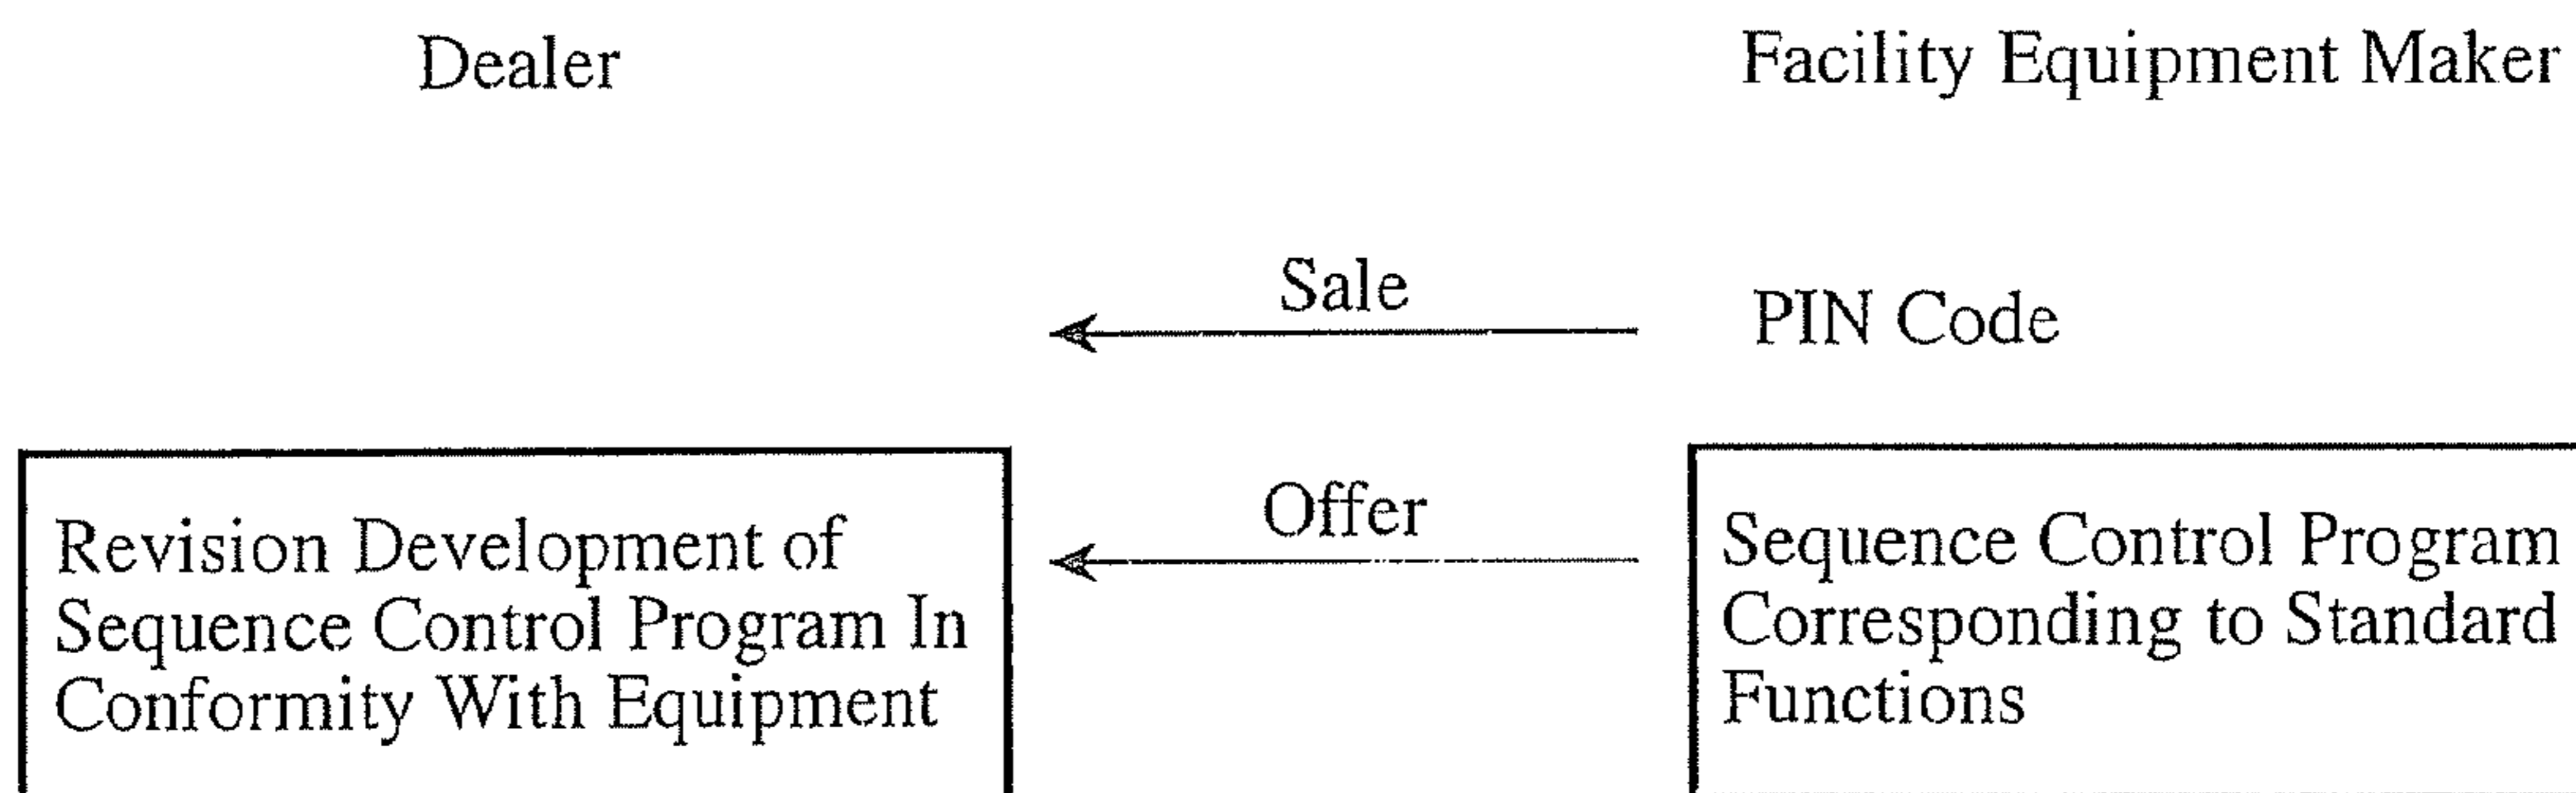 Dealer
Facility Equipment Maker
Sale
PIN Code
Offer
Revision Development of
Sequence Control Program In
Conformity With Equipment
Sequence Control Program
Corresponding to Standard
Functions